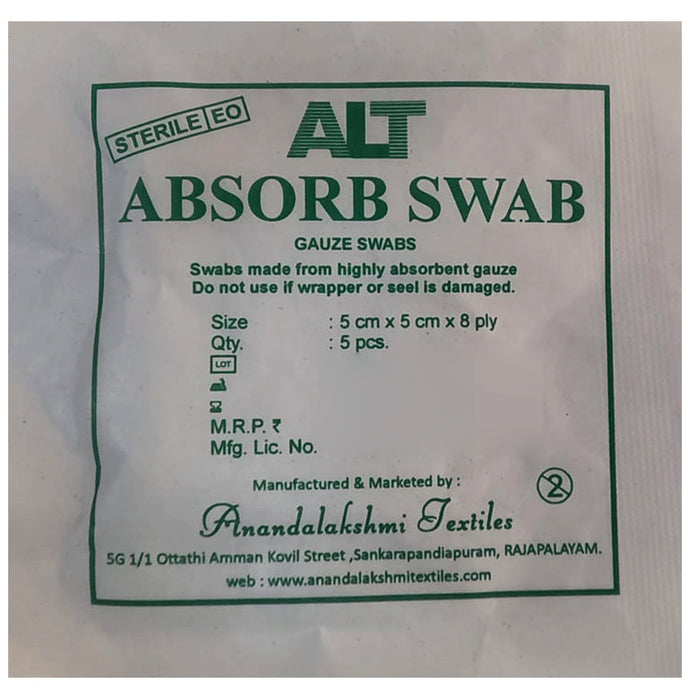 STERILE EO
ALT
ABSORB SWAB
GAUZE SWABS
Swabs made from highly absorbent gauze
Do not use if wrapper or seel is damaged.
Size : 5 cm x 5 cm x 8 ply
Qty. : 5 pcs.
LOT
M.R.P. ₹
Mfg. Lic. No.
Manufactured & Marketed by :
2
Anandalakshmi Textiles
5G 1/1 Ottathi Amman Kovil Street ,Sankarapandiapuram, RAJAPALAYAM.
web : www.anandalakshmitextiles.com